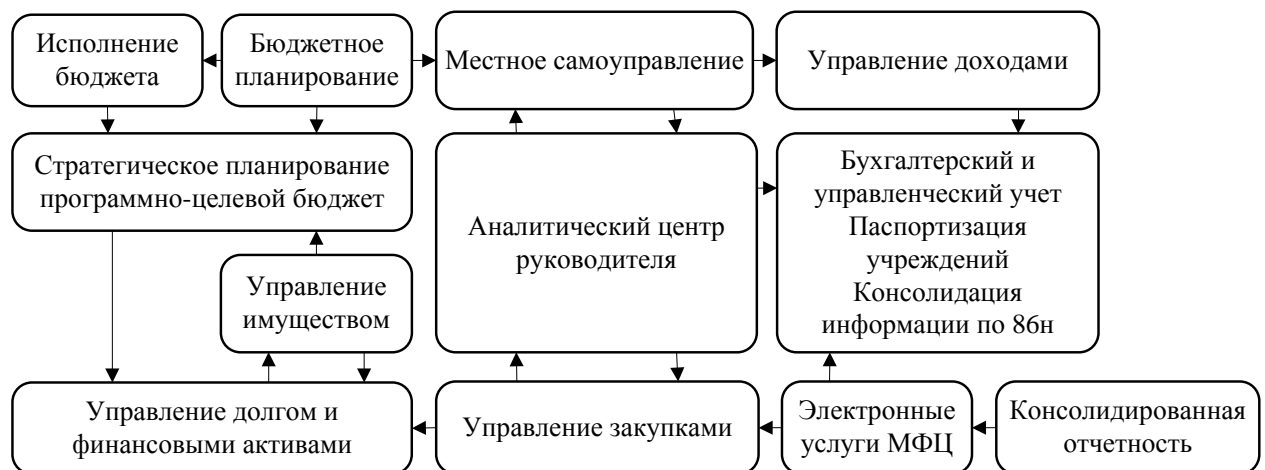 Исполнение
бюджета
Бюджетное
планирование
Местное самоуправление
Управление доходами
Стратегическое планирование
программно-целевой бюджет
Аналитический центр
руководителя
Бухгалтерский и
управленческий учет
Паспортизация
учреждений
Консолидация
информации по 86н
Управление
имуществом
Управление долгом и
финансовыми активами
Управление закупками
Электронные
услуги МФЦ
Консолидированная
отчетность